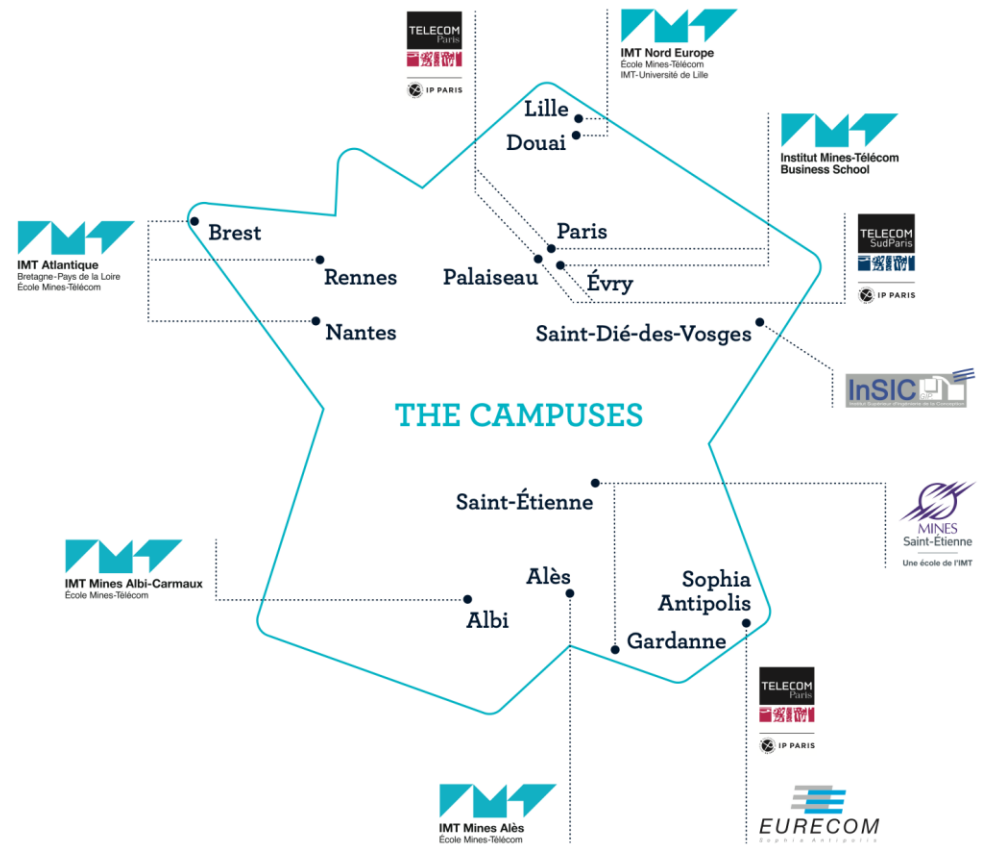 TELECOM
Paris
IP PARIS
IMT Nord Europe
École Mines-Télécom
IMT-Université de Lille
Lille
Douai
Institut Mines-Télécom
Business School
IMT Atlantique
Bretagne-Pays de la Loire
École Mines-Télécom
Brest
Rennes
Nantes
Paris
Palaiseau
Évry
TELECOM
SudParis
IP PARIS
Saint-Dié-des-Vosges
InSIC
THE CAMPUSES
Saint-Étienne
MINES
Saint-Étienne
Une école de l'IMT
IMT Mines Albi-Carmaux
École Mines-Télécom
Albi
Alès
Sophia
Antipolis
Gardanne
TELECOM
Paris
IP PARIS
IMT Mines Alès
École Mines-Télécom
EURECOM
Sophia Antipolis